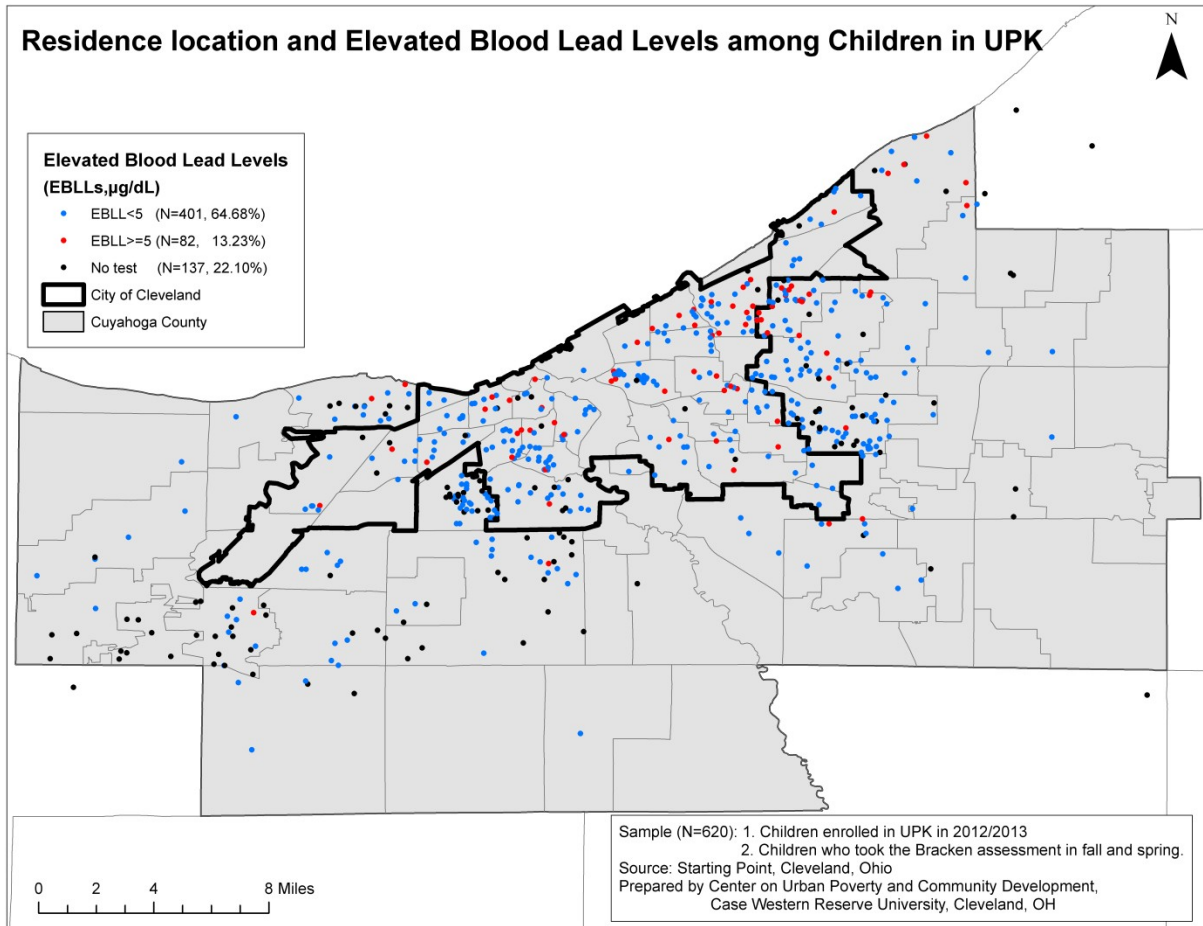 Residence location and Elevated Blood Lead Levels among Children in UPK
N
Elevated Blood Lead Levels
(EBLLs,µg/dL)
EBLL<5 (N=401, 64.68%)
EBLL>=5 (N=82, 13.23%)
No test (N=137, 22.10%)
City of Cleveland
Cuyahoga County
0 2 4 8 Miles
Sample (N=620): 1. Children enrolled in UPK in 2012/2013
2. Children who took the Bracken assessment in fall and spring.
Source: Starting Point, Cleveland, Ohio
Prepared by Center on Urban Poverty and Community Development,
Case Western Reserve University, Cleveland, OH